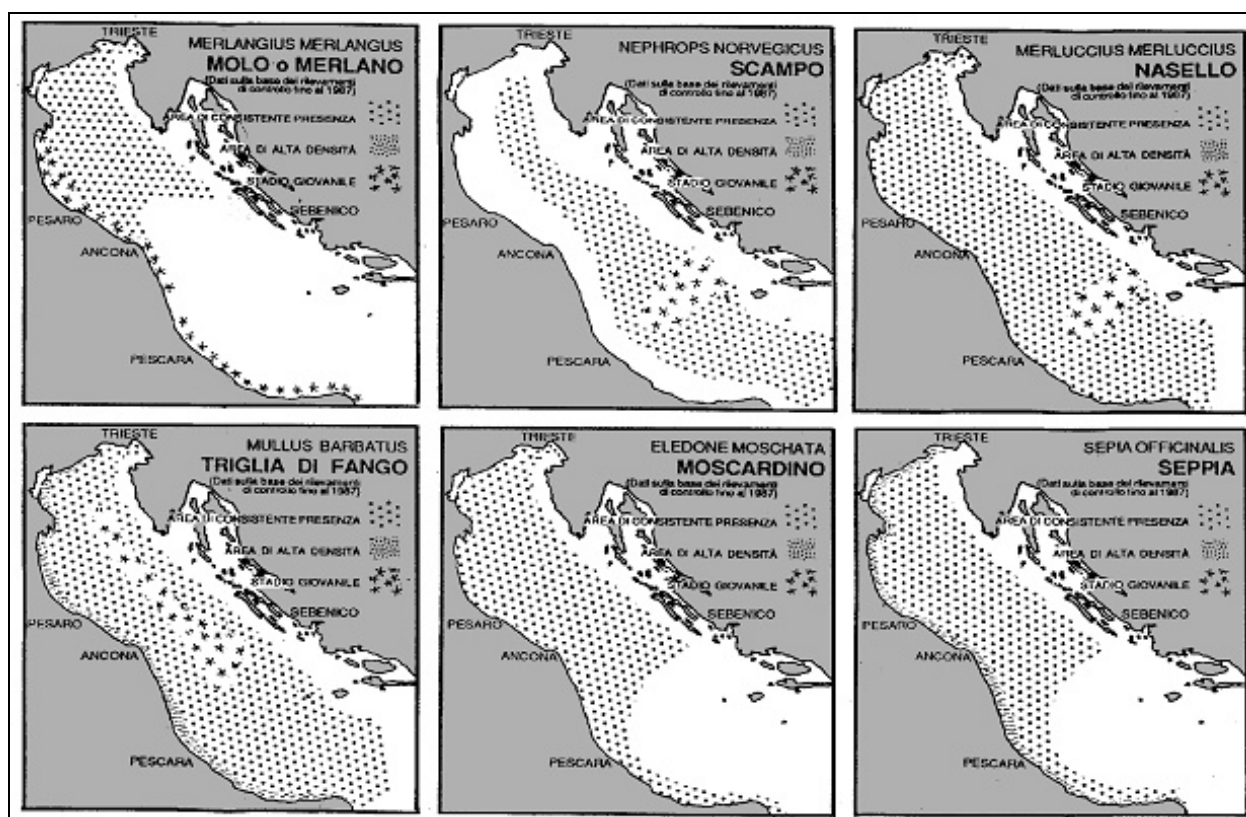 TRIESTE
MERLANGIUS MERLANGUS
MOLO o MERLANO
(Dati sulla base dei rilevamenti
di controllo fino al 1987)
AREA DI CONSISTENTE PRESENZA
AREA DI ALTA DENSITÀ
STADIO GIOVANILE
SEBENICO
PESARO
ANCONA
PESCARA
TRIESTE
NEPHROPS NORVEGICUS
SCAMPO
(Dati sulla base dei rilevamenti
di controllo fino al 1987)
AREA DI CONSISTENTE PRESENZA
AREA DI ALTA DENSITÀ
STADIO GIOVANILE
SEBENICO
PESARO
ANCONA
PESCARA
TRIESTE
MERLUCCIUS MERLUCCIUS
NASELLO
(Dati sulla base dei rilevamenti
di controllo fino al 1987)
AREA DI CONSISTENTE PRESENZA
AREA DI ALTA DENSITÀ
STADIO GIOVANILE
SEBENICO
PESARO
ANCONA
PESCARA
TRIESTE
MULLUS BARBATUS
TRIGLIA DI FANGO
(Dati sulla base dei rilevamenti
di controllo fino al 1987)
AREA DI CONSISTENTE PRESENZA
AREA DI ALTA DENSITÀ
STADIO GIOVANILE
SEBENICO
PESARO
ANCONA
PESCARA
TRIESTE
ELEDONE MOSCHATA
MOSCARDINO
(Dati sulla base dei rilevamenti
di controllo fino al 1987)
AREA DI CONSISTENTE PRESENZA
AREA DI ALTA DENSITÀ
STADIO GIOVANILE
SEBENICO
PESARO
ANCONA
PESCARA
TRIESTE
SEPIA OFFICINALIS
SEPPIA
(Dati sulla base dei rilevamenti
di controllo fino al 1987)
AREA DI CONSISTENTE PRESENZA
AREA DI ALTA DENSITÀ
STADIO GIOVANILE
SEBENICO
PESARO
ANCONA
PESCARA